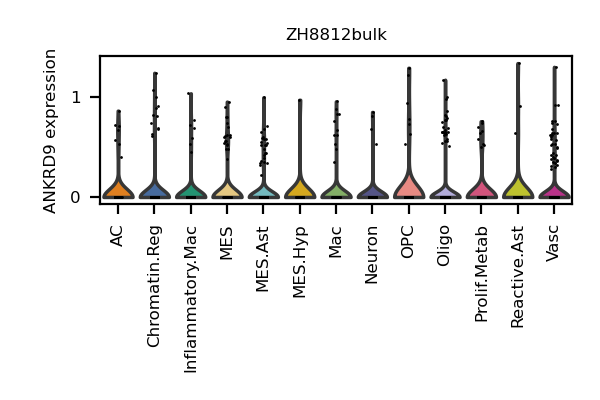 ZH8812bulk
ANKRD9 expression
1
0
AC
Chromatin.Reg
Inflammatory.Mac
MES
MES.Ast
MES.Hyp
Mac
Neuron
OPC
Oligo
Prolif.Metab
Reactive.Ast
Vasc